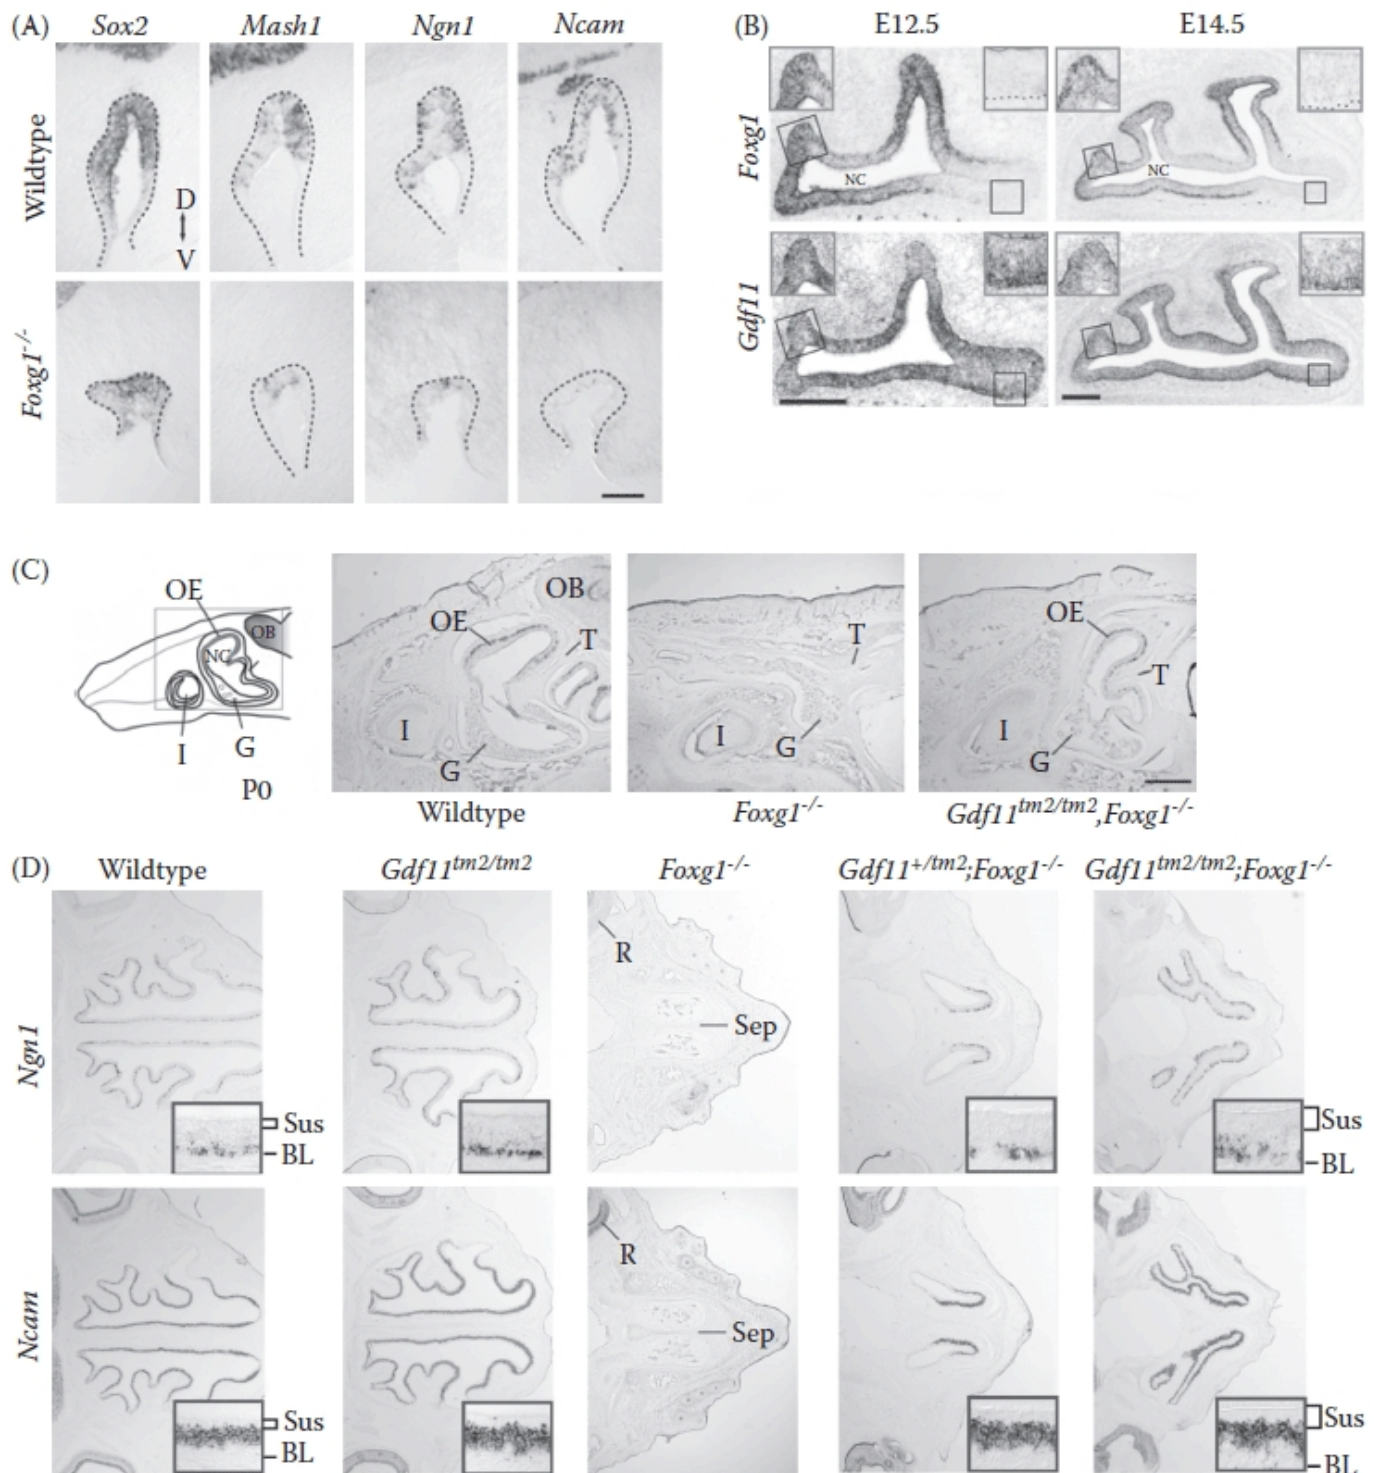 (A) Sox2 Mash1 Ngn1 Ncam
Wildtype
D
V
Foxg1-/-
(B) E12.5 E14.5
Foxg1
NC NC
Gdf11
(C)
OE
OB
NC
I G
P0
OB
OE
T
I
G
Wildtype
T
I G
Foxg1-/-
OE
T
I
G
Gdf11tm2/tm2,Foxg1-/-
(D) Wildtype Gdf11tm2/tm2 Foxg1-/- Gdf11+/tm2;Foxg1-/- Gdf11tm2/tm2;Foxg1-/-
Ngn1
R
Sep
Sus
BL
Sus
BL
Ncam
R
Sep
Sus
BL
Sus
BL